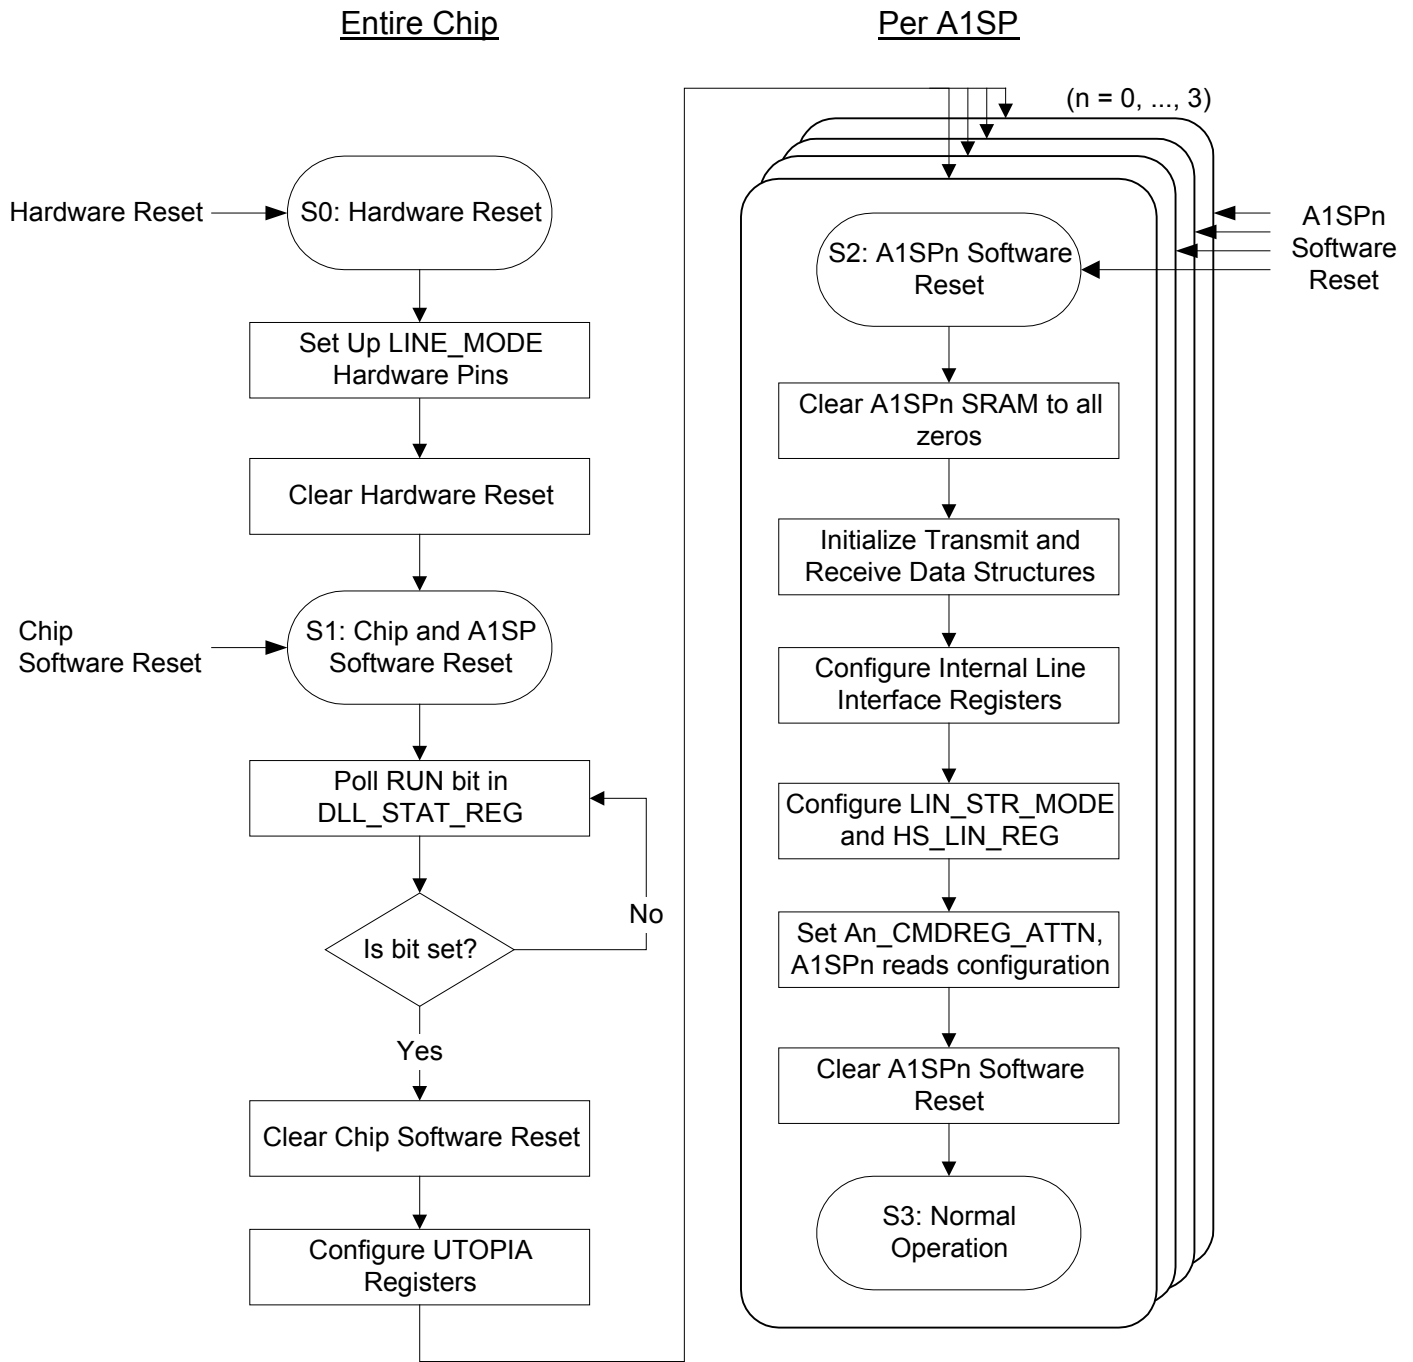 Entire Chip
Hardware Reset
S0: Hardware Reset
Set Up LINE_MODE
Hardware Pins
Clear Hardware Reset
Chip
Software Reset
S1: Chip and A1SP
Software Reset
Poll RUN bit in
DLL_STAT_REG
Is bit set?
No
Yes
Clear Chip Software Reset
Configure UTOPIA
Registers
Per A1SP
(n = 0, ..., 3)
A1SPn
Software
Reset
S2: A1SPn Software
Reset
Clear A1SPn SRAM to all
zeros
Initialize Transmit and
Receive Data Structures
Configure Internal Line
Interface Registers
Configure LIN_STR_MODE
and HS_LIN_REG
Set An_CMDREG_ATTN,
A1SPn reads configuration
Clear A1SPn Software
Reset
S3: Normal
Operation